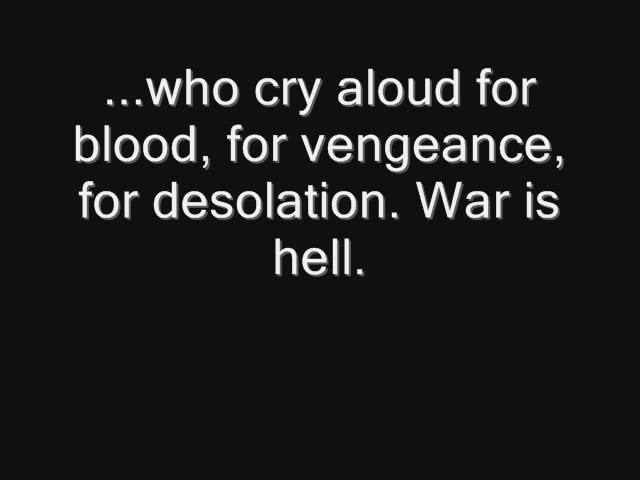 ...who cry aloud for
blood, for vengeance,
for desolation. War is
hell.